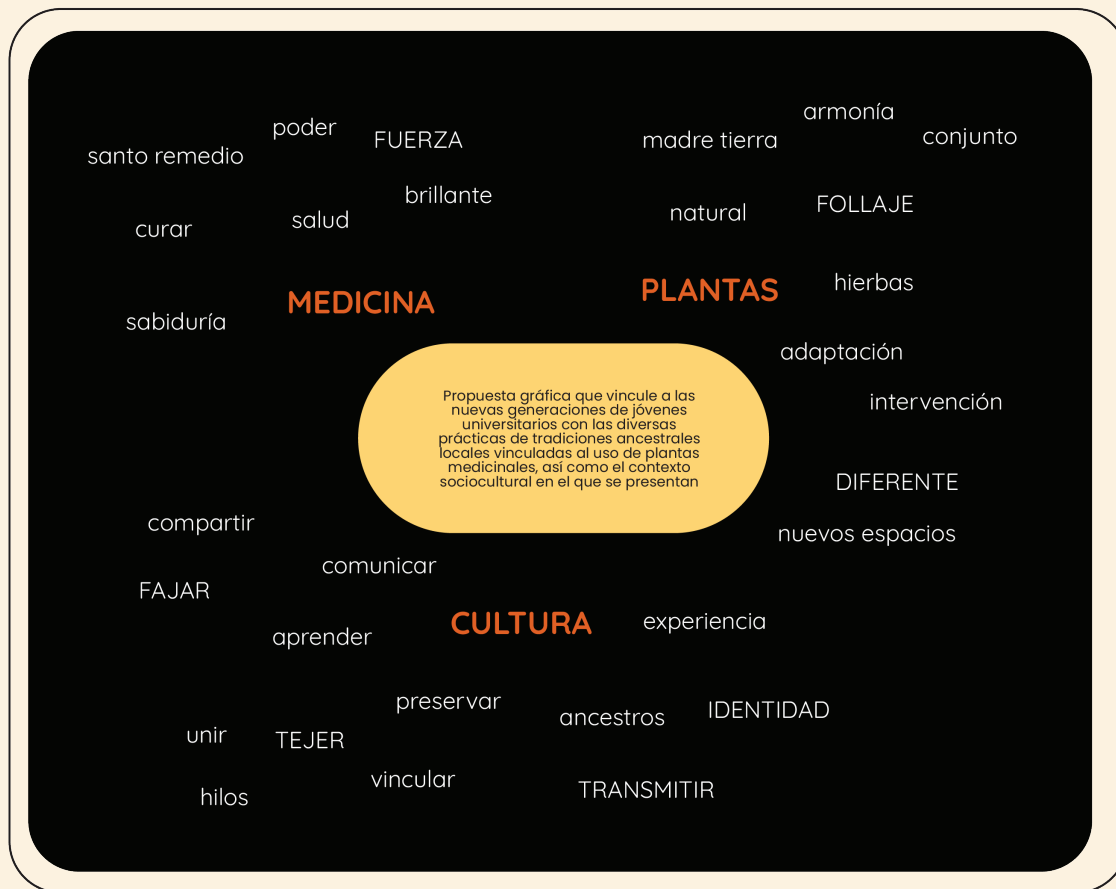 armonía
poder
FUERZA
madre tierra
conjunto
santo remedio
brillante
natural
FOLLAJE
curar
salud
hierbas
MEDICINA
PLANTAS
sabiduría
adaptación
intervención
Propuesta gráfica que vincule a las
nuevas generaciones de jóvenes
universitarios con las diversas
prácticas de tradiciones ancestrales
locales vinculadas al uso de plantas
medicinales, así como el contexto
sociocultural en el que se presentan
DIFERENTE
compartir
nuevos espacios
comunicar
FAJAR
CULTURA
experiencia
aprender
preservar
ancestros
IDENTIDAD
unir
TEJER
vincular
TRANSMITIR
hilos